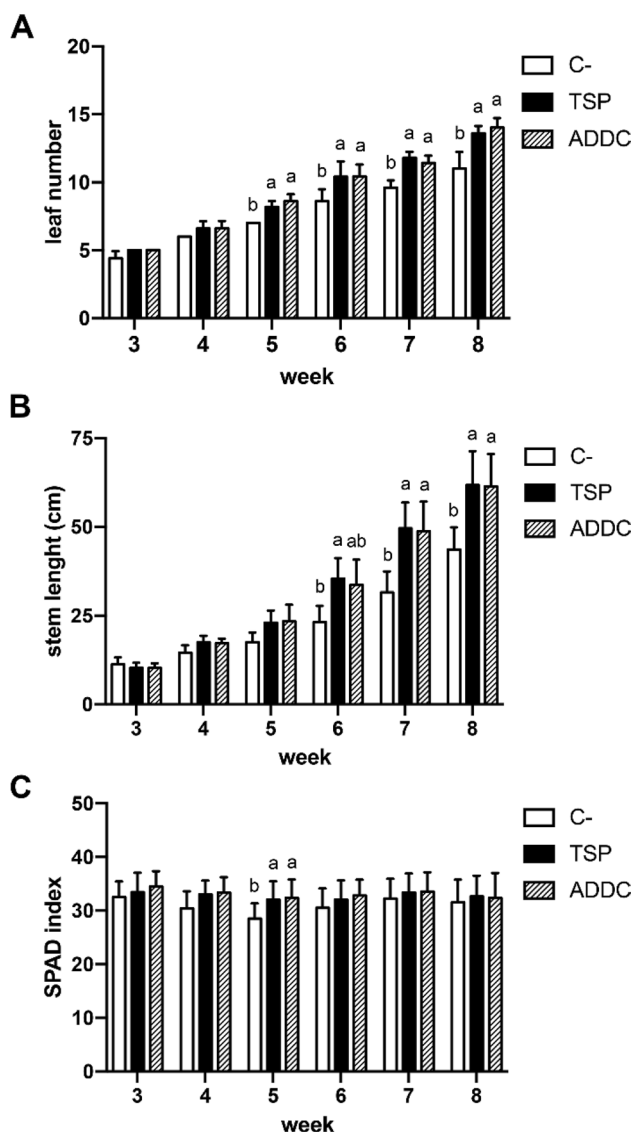 A
20
15
10
5
0
leaf number
b a a b a a b a a b a a
3 4 5 6 7 8
week
C-
TSP
ADDC
B
75
50
25
0
stem lenght (cm)
b a ab b a a b a a
3 4 5 6 7 8
week
C-
TSP
ADDC
C
50
40
30
20
10
0
SPAD index
b a a
3 4 5 6 7 8
week
C-
TSP
ADDC